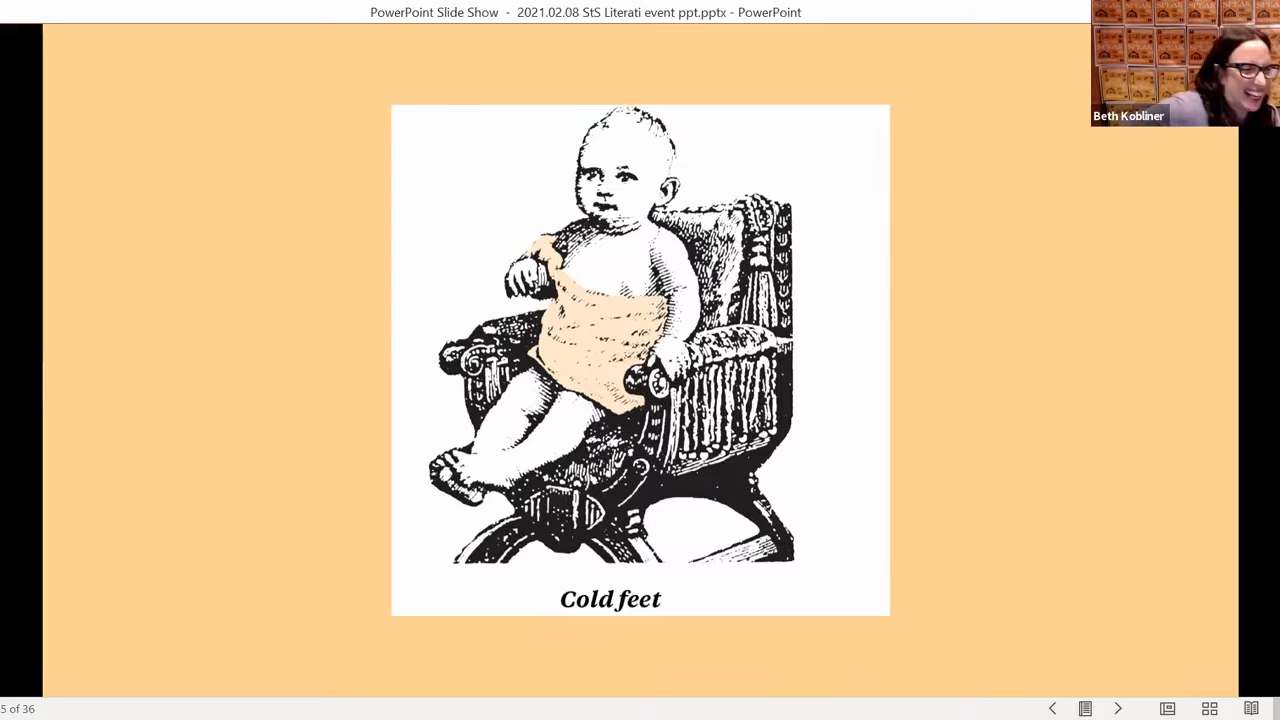 PowerPoint Slide Show - 2021.02.08 StS Literati event ppt.pptx - PowerPoint
SPEAK
Beth Kobliner
Cold feet
5 of 36